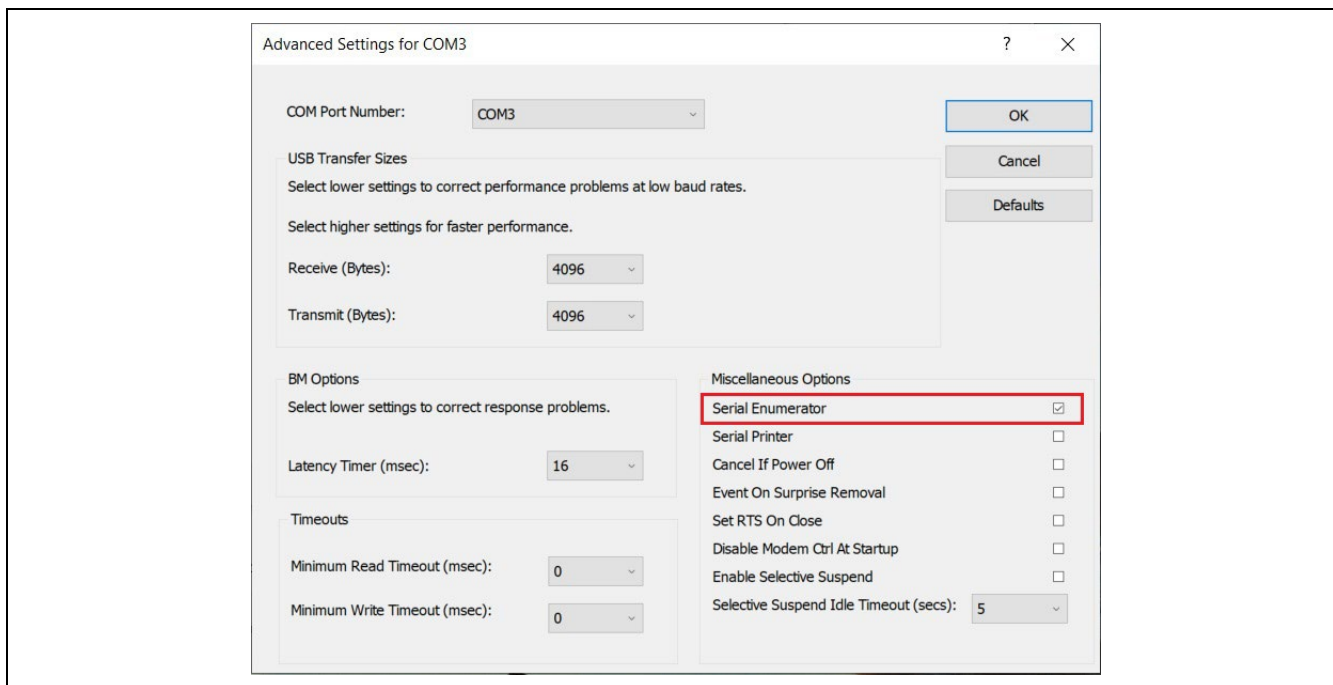 Advanced Settings for COM3
?
COM Port Number:
COM3
OK
Cancel
Defaults
USB Transfer Sizes
Select lower settings to correct performance problems at low baud rates.
Select higher settings for faster performance.
Receive (Bytes):
4096
Transmit (Bytes):
4096
BM Options
Select lower settings to correct response problems.
Latency Timer (msec):
16
Timeouts
Minimum Read Timeout (msec):
0
Minimum Write Timeout (msec):
0
Miscellaneous Options
Serial Enumerator
Serial Printer
Cancel If Power Off
Event On Surprise Removal
Set RTS On Close
Disable Modem Ctrl At Startup
Enable Selective Suspend
Selective Suspend Idle Timeout (secs):
5